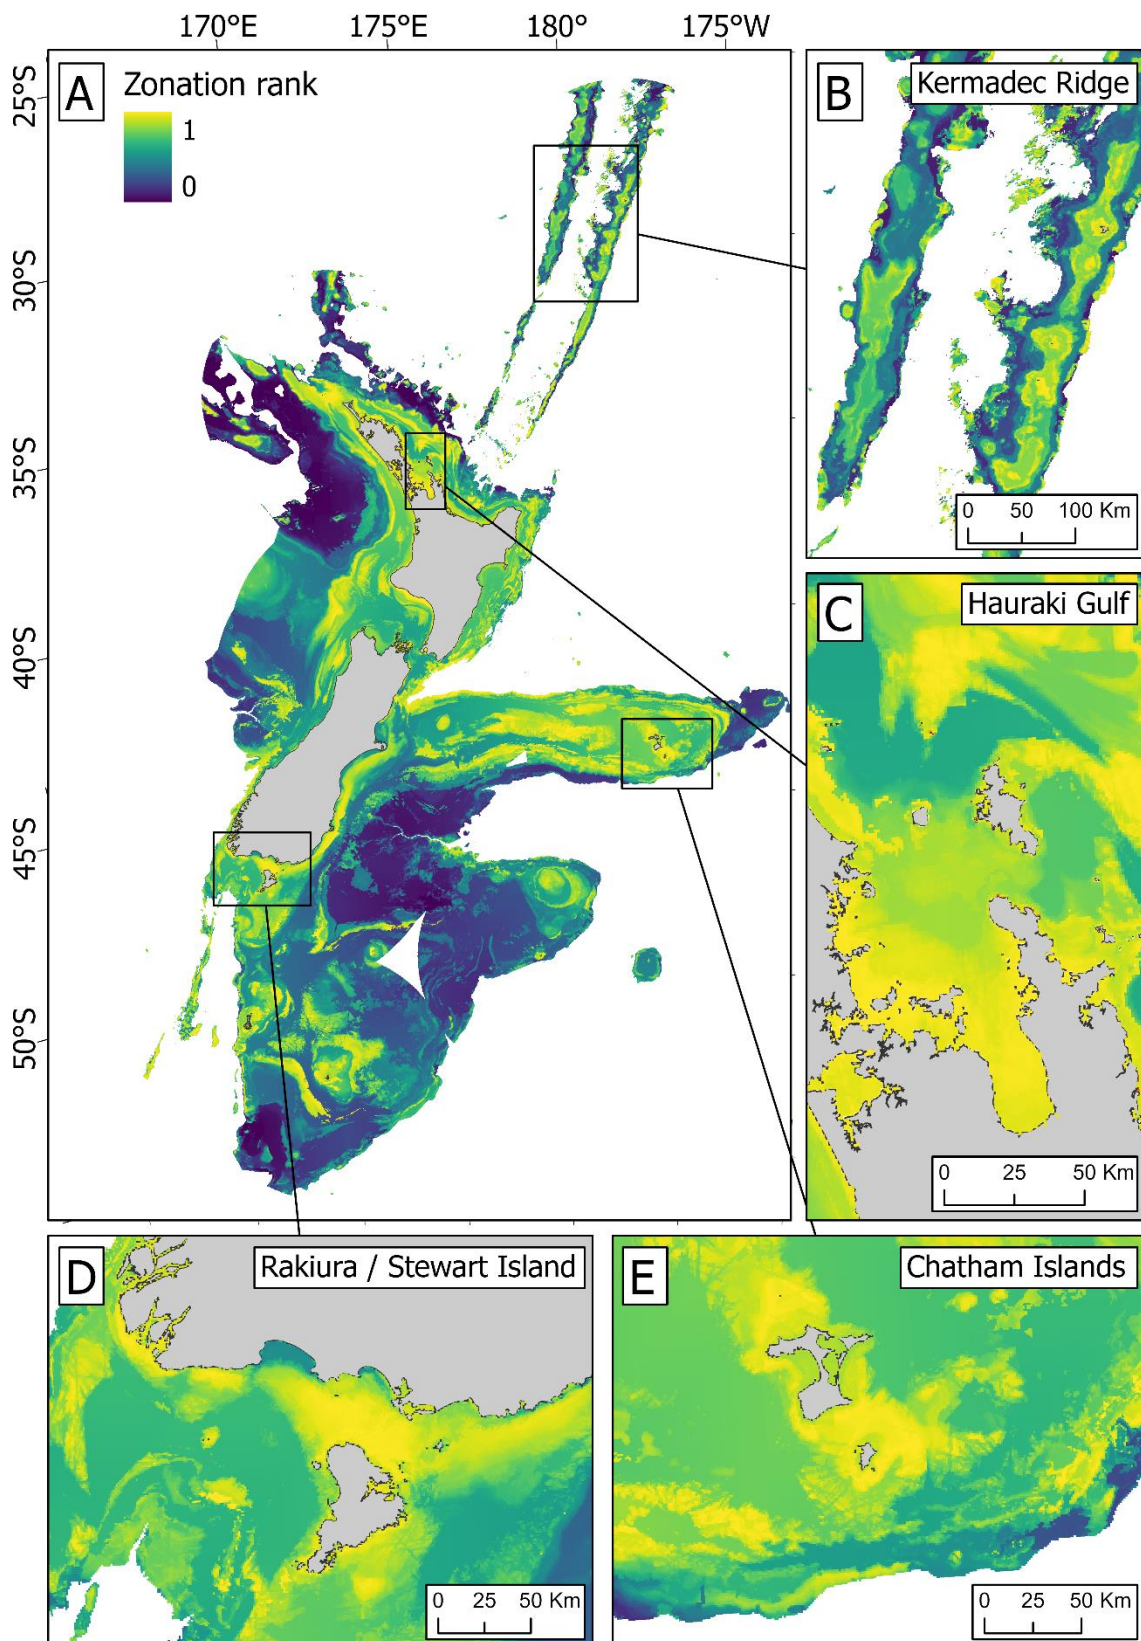 170°E 175°E 180° 175°W
25°S
30°S
35°S
40°S
45°S
50°S
A
Zonation rank
1
0
B
Kermadec Ridge
0 50 100 Km
C
Hauraki Gulf
0 25 50 Km
D
Rakiura / Stewart Island
0 25 50 Km
E
Chatham Islands
0 25 50 Km